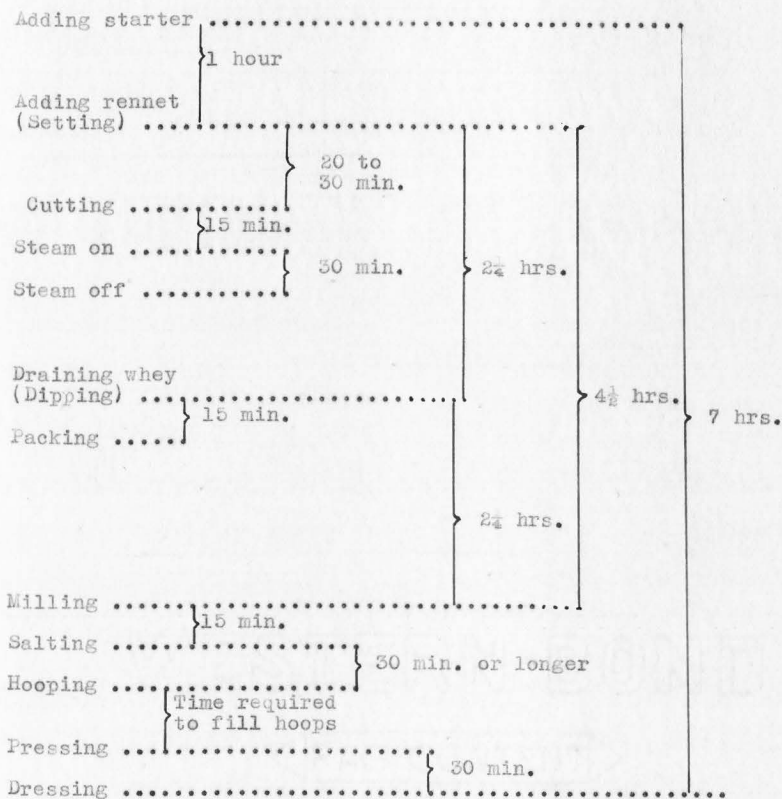 Adding starter
1 hour
Adding rennet
(Setting)
20 to
30 min.
Cutting
15 min.
Steam on
30 min.
2¼ hrs.
Steam off
Draining whey
(Dipping)
4½ hrs.
15 min.
7 hrs.
Packing
2¼ hrs.
Milling
15 min.
Salting
30 min. or longer
Hooping
Time required
to fill hoops
Pressing
30 min.
Dressing